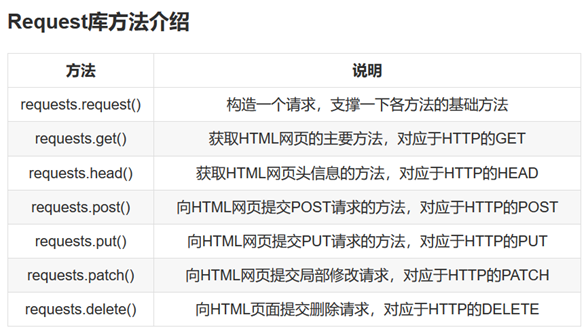 Request库方法介绍
方法 说明
requests.request() 构造一个请求，支撑一下各方法的基础方法
requests.get() 获取HTML网页的主要方法，对应于HTTP的GET
requests.head() 获取HTML网页头信息的方法，对应于HTTP的HEAD
requests.post() 向HTML网页提交POST请求的方法，对应于HTTP的POST
requests.put() 向HTML网页提交PUT请求的方法，对应于HTTP的PUT
requests.patch() 向HTML网页提交局部修改请求，对应于HTTP的PATCH
requests.delete() 向HTML页面提交删除请求，对应于HTTP的DELETE